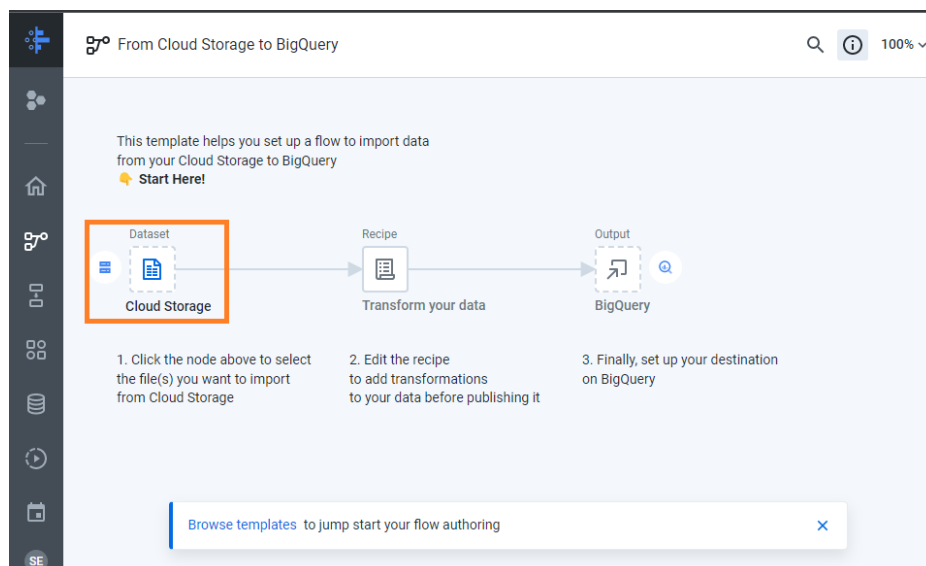 From Cloud Storage to BigQuery
100%
This template helps you set up a flow to import data
from your Cloud Storage to BigQuery
👇 Start Here!
Dataset
Recipe
Output
Cloud Storage
Transform your data
BigQuery
1. Click the node above to select
the file(s) you want to import
from Cloud Storage
2. Edit the recipe
to add transformations
to your data before publishing it
3. Finally, set up your destination
on BigQuery
Browse templates to jump start your flow authoring
SE